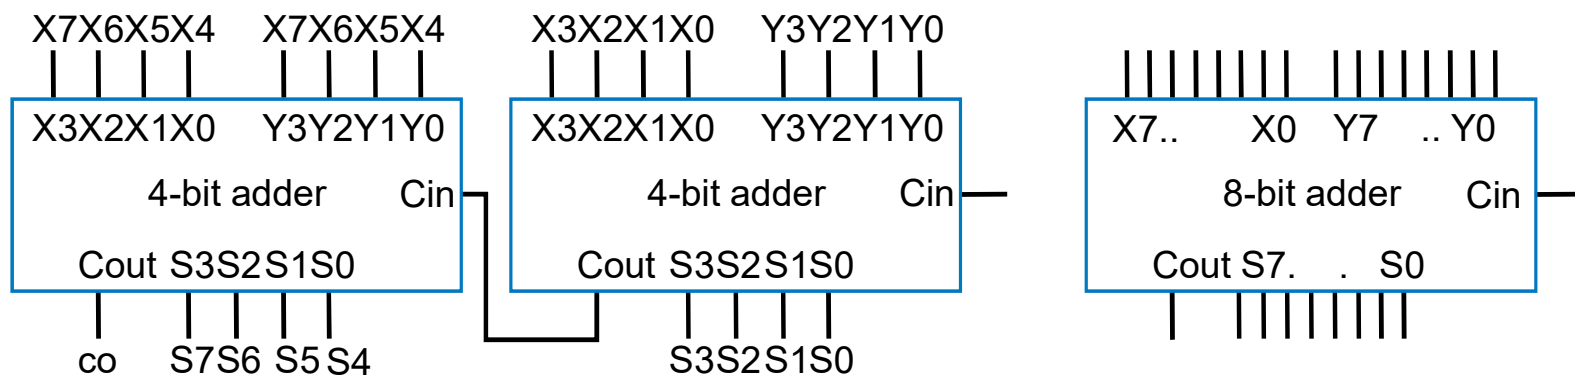 X7X6X5X4 X7X6X5X4 X3X2X1X0 Y3Y2Y1Y0
X3X2X1X0 Y3Y2Y1Y0 X3X2X1X0 Y3Y2Y1Y0 X7.. X0 Y7 .. Y0
4-bit adder Cin 4-bit adder Cin 8-bit adder Cin
Cout S3S2S1S0 Cout S3S2S1S0 Cout S7. . S0
co S7S6 S5 S4 S3S2S1S0